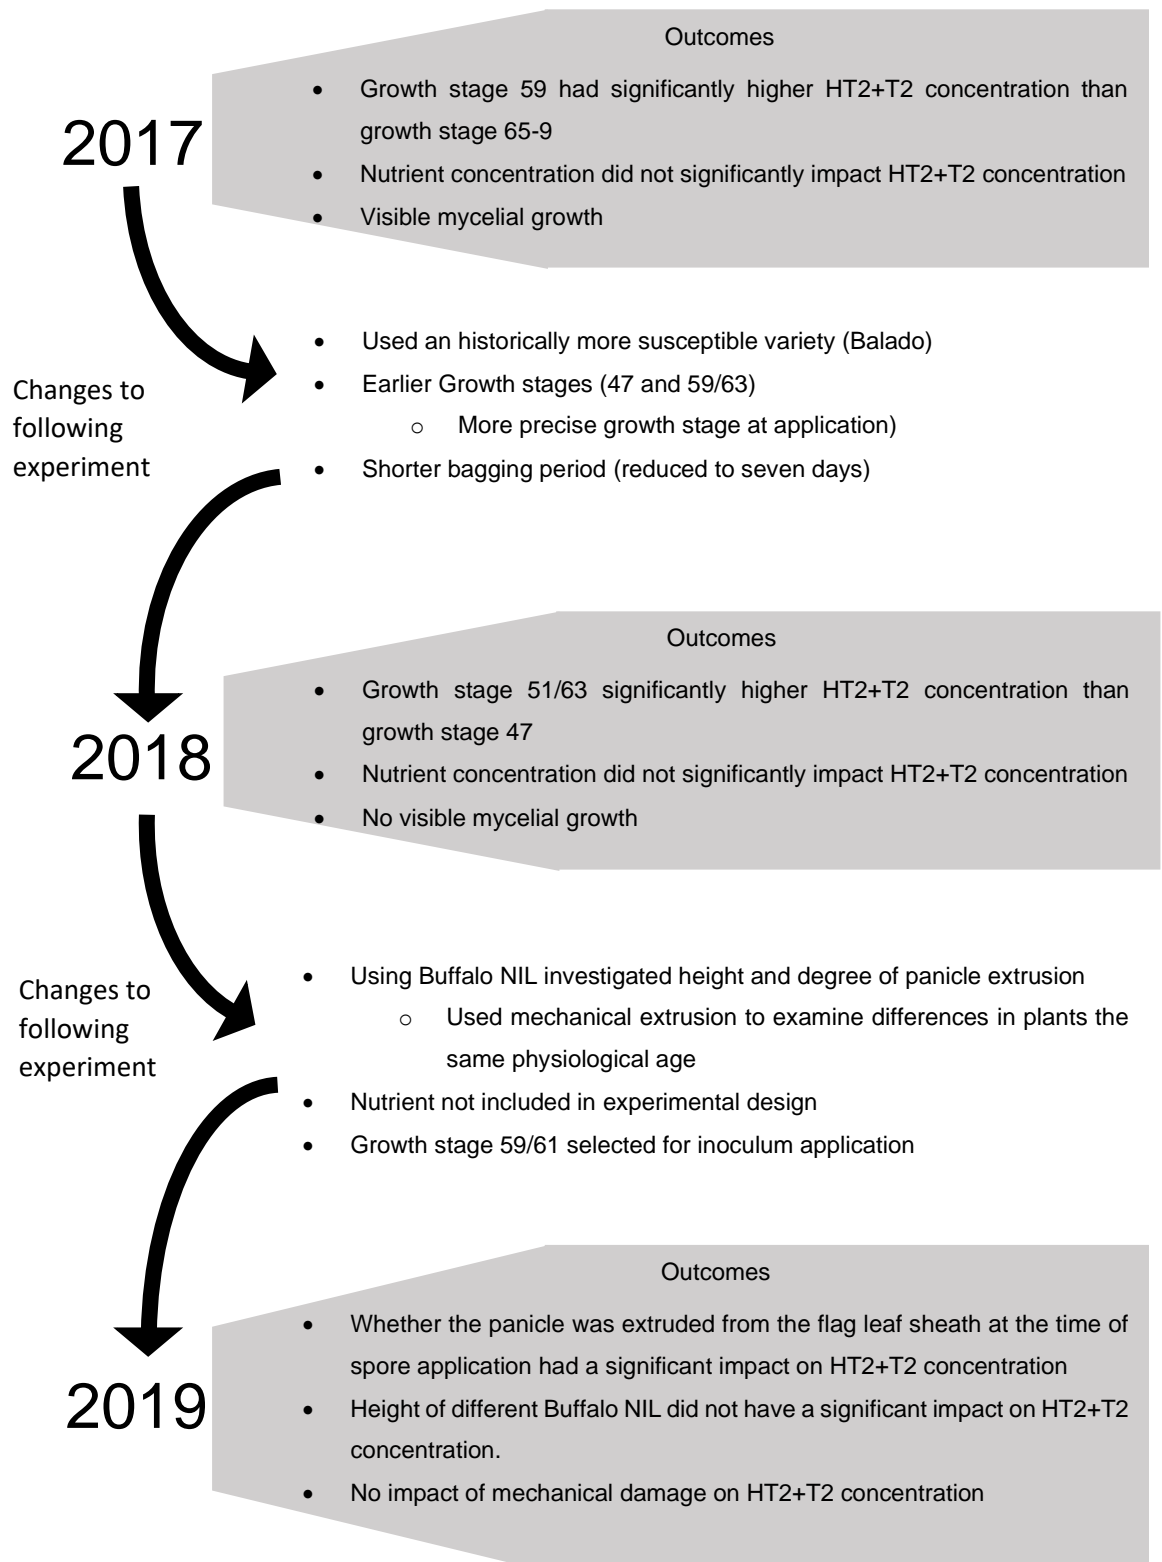 Outcomes
• Growth stage 59 had significantly higher HT2+T2 concentration than
growth stage 65-9
• Nutrient concentration did not significantly impact HT2+T2 concentration
• Visible mycelial growth
2017
• Used an historically more susceptible variety (Balado)
• Earlier Growth stages (47 and 59/63)
o More precise growth stage at application)
• Shorter bagging period (reduced to seven days)
Changes to
following
experiment
Outcomes
• Growth stage 51/63 significantly higher HT2+T2 concentration than
growth stage 47
• Nutrient concentration did not significantly impact HT2+T2 concentration
• No visible mycelial growth
2018
• Using Buffalo NIL investigated height and degree of panicle extrusion
o Used mechanical extrusion to examine differences in plants the
same physiological age
• Nutrient not included in experimental design
• Growth stage 59/61 selected for inoculum application
Changes to
following
experiment
Outcomes
• Whether the panicle was extruded from the flag leaf sheath at the time of
spore application had a significant impact on HT2+T2 concentration
• Height of different Buffalo NIL did not have a significant impact on HT2+T2
concentration.
• No impact of mechanical damage on HT2+T2 concentration
2019